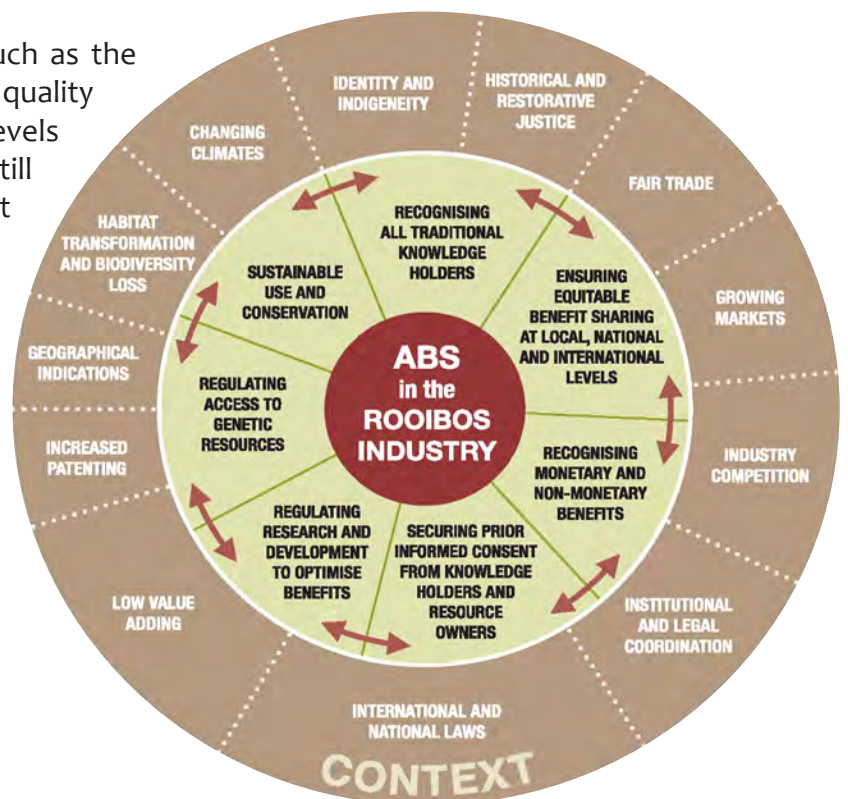 uch as the
quality
evels
till
t
IDENTITY AND
INDIGENEITY
HISTORICAL AND
RESTORATIVE
JUSTICE
FAIR TRADE
GROWING
MARKETS
INDUSTRY
COMPETITION
INSTITUTIONAL
AND LEGAL
COORDINATION
INTERNATIONAL AND
NATIONAL LAWS
CONTEXT
LOW VALUE
ADDING
INCREASED
PATENTING
GEOGRAPHICAL
INDICATIONS
HABITAT
TRANSFORMATION
AND BIODIVERSITY
LOSS
CHANGING
CLIMATES
RECOGNISING
ALL TRADITIONAL
KNOWLEDGE
HOLDERS
ENSURING
EQUITABLE
BENEFIT SHARING
AT LOCAL, NATIONAL
AND INTERNATIONAL
LEVELS
RECOGNISING
MONETARY AND
NON-MONETARY
BENEFITS
SECURING PRIOR
INFORMED CONSENT
FROM KNOWLEDGE
HOLDERS AND
RESOURCE
OWNERS
REGULATING
RESEARCH AND
DEVELOPMENT
TO OPTIMISE
BENEFITS
REGULATING
ACCESS TO
GENETIC
RESOURCES
SUSTAINABLE
USE AND
CONSERVATION
ABS
in the
ROOIBOS
INDUSTRY